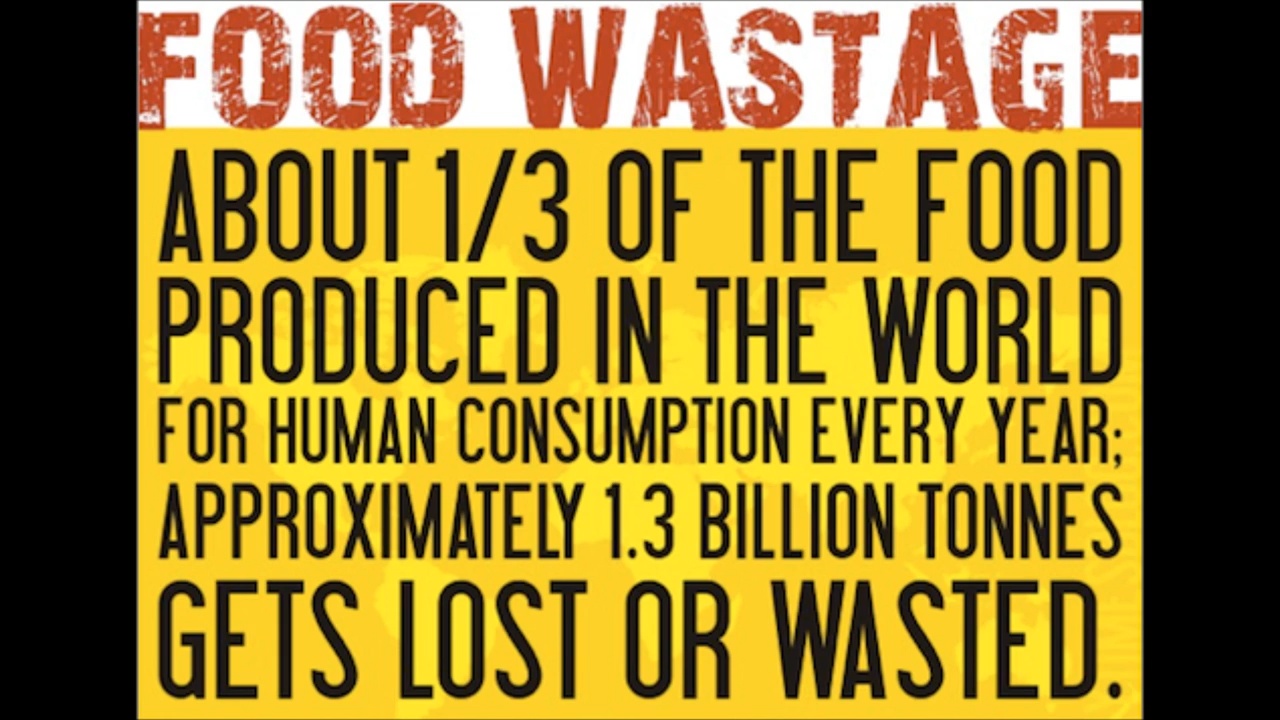 FOOD WASTAGE
ABOUT 1/3 OF THE FOOD
PRODUCED IN THE WORLD
FOR HUMAN CONSUMPTION EVERY YEAR;
APPROXIMATELY 1.3 BILLION TONNES
GETS LOST OR WASTED.